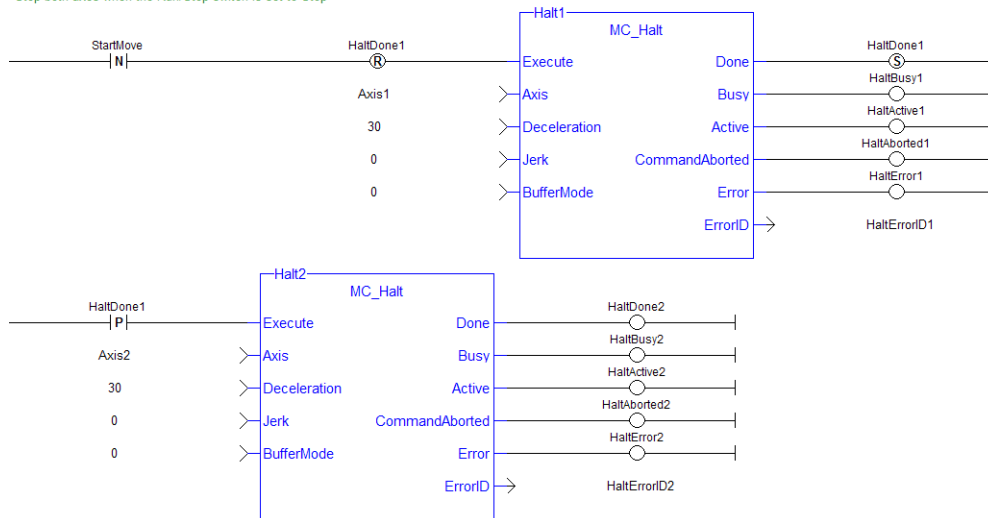 Halt1
MC_Halt
StartMove
HaltDone1
HaltDone1
N
R
Execute
Done
S
HaltBusy1
Axis1
Axis
Busy
HaltActive1
30
Deceleration
Active
HaltAborted1
0
Jerk
CommandAborted
HaltError1
0
BufferMode
Error
ErrorID
HaltErrorID1
Halt2
MC_Halt
HaltDone1
HaltDone2
P
Execute
Done
HaltBusy2
Axis2
Axis
Busy
HaltActive2
30
Deceleration
Active
HaltAborted2
0
Jerk
CommandAborted
HaltError2
0
BufferMode
Error
ErrorID
HaltErrorID2